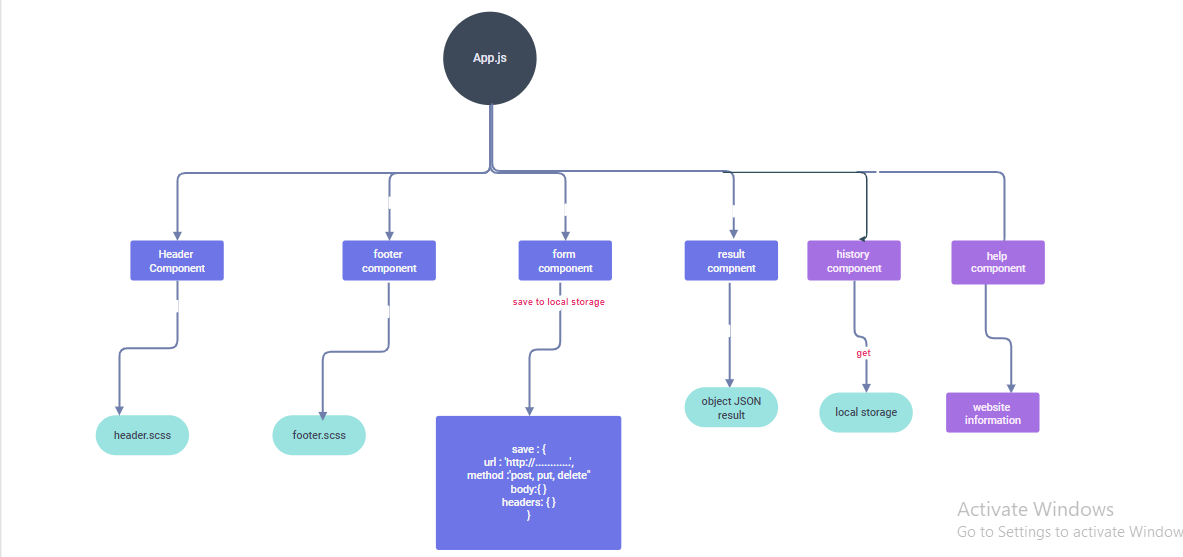 App.js
Header
Component
footer
component
form
component
result
compnent
history
component
help
component
save to local storage
get
header.scss
footer.scss
save : {
url : 'http://............',
method :'post, put, delete"
body:{ }
headers: { }
}
object JSON
result
local storage
website
information
Activate Windows
Go to Settings to activate Window